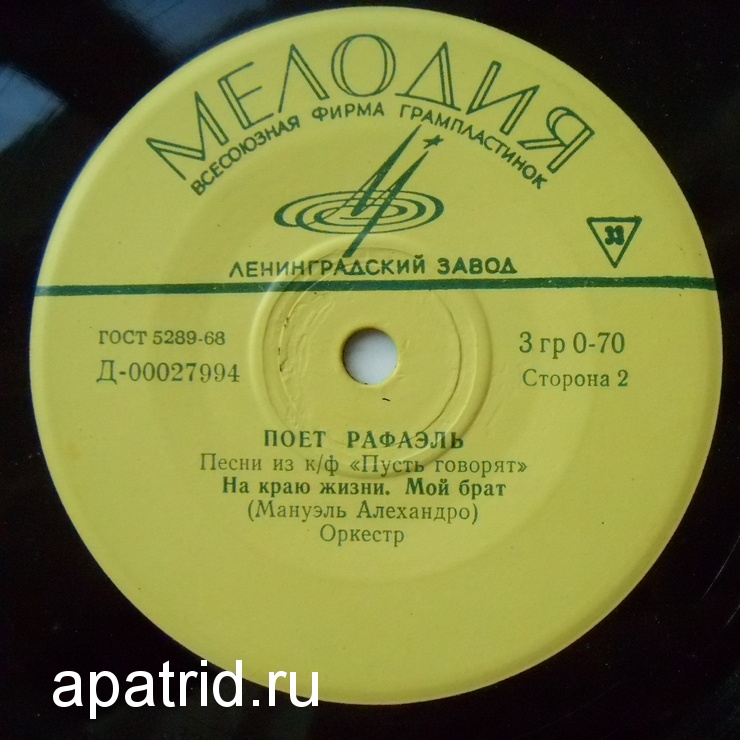 МЕЛОДИЯ
ВСЕСОЮЗНАЯ ФИРМА ГРАМПЛАСТИНОК
33
ЛЕНИНГРАДСКИЙ ЗАВОД
ГОСТ 5289-68
Д-00027994
3 гр 0-70
Сторона 2
ПОЕТ РАФАЭЛЬ
Песни из к/ф «Пусть говорят»
На краю жизни. Мой брат
(Мануэль Алехандро)
Оркестр
apatrid.ru